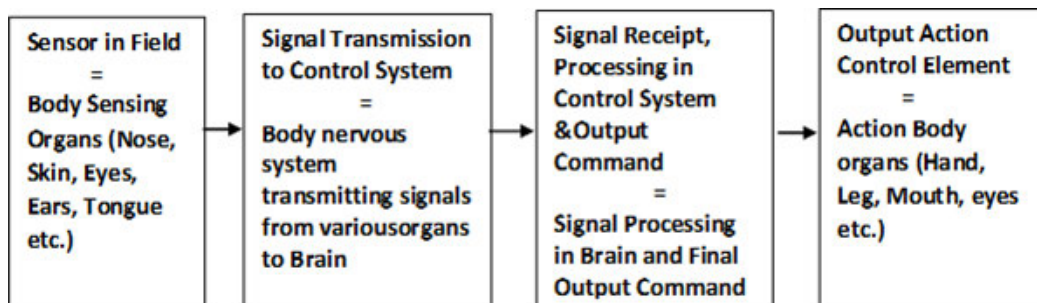 Sensor in Field
=
Body Sensing
Organs (Nose,
Skin, Eyes,
Ears, Tongue
etc.)
Signal Transmission
to Control System
=
Body nervous
system
transmitting signals
from variousorgans
to Brain
Signal Receipt,
Processing in
Control System
&Output
Command
=
Signal Processing
in Brain and Final
Output Command
Output Action
Control Element
=
Action Body
organs (Hand,
Leg, Mouth, eyes
etc.)